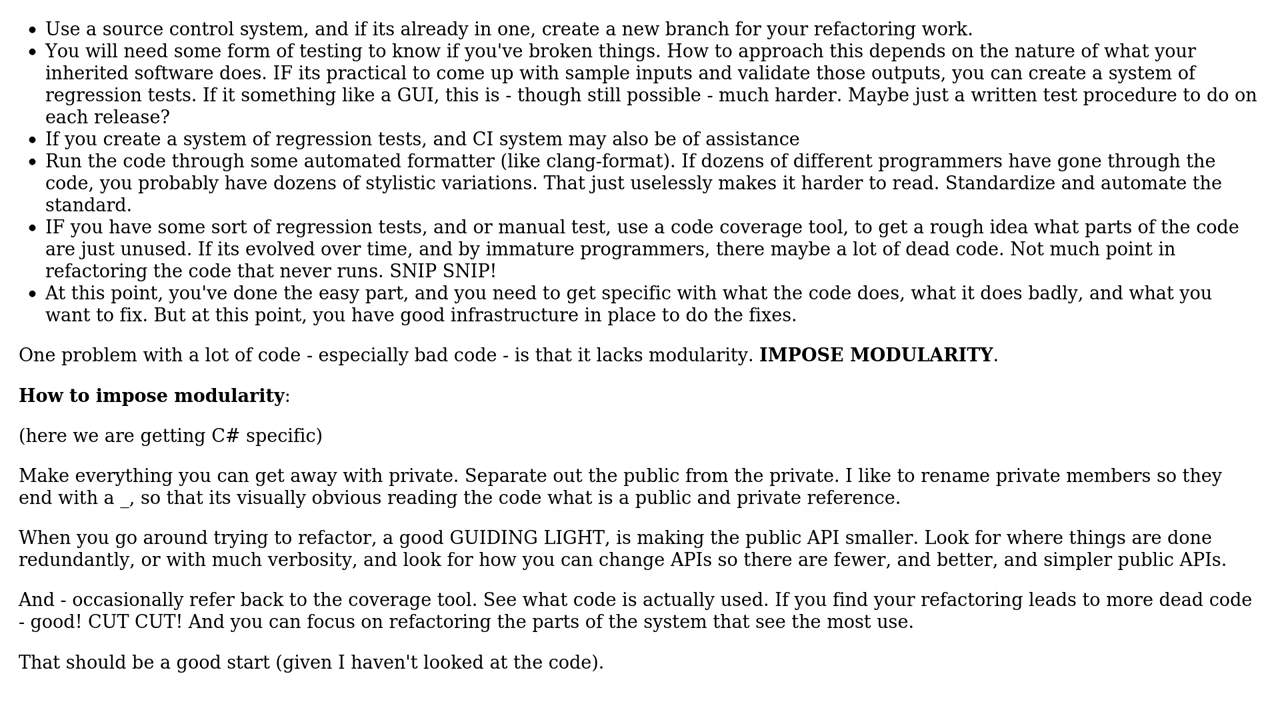 • Use a source control system, and if its already in one, create a new branch for your refactoring work.
• You will need some form of testing to know if you've broken things. How to approach this depends on the nature of what your
inherited software does. IF its practical to come up with sample inputs and validate those outputs, you can create a system of
regression tests. If it something like a GUI, this is - though still possible - much harder. Maybe just a written test procedure to do on
each release?
• If you create a system of regression tests, and CI system may also be of assistance
• Run the code through some automated formatter (like clang-format). If dozens of different programmers have gone through the
code, you probably have dozens of stylistic variations. That just uselessly makes it harder to read. Standardize and automate the
standard.
• IF you have some sort of regression tests, and or manual test, use a code coverage tool, to get a rough idea what parts of the code
are just unused. If its evolved over time, and by immature programmers, there maybe a lot of dead code. Not much point in
refactoring the code that never runs. SNIP SNIP!
• At this point, you've done the easy part, and you need to get specific with what the code does, what it does badly, and what you
want to fix. But at this point, you have good infrastructure in place to do the fixes.
One problem with a lot of code - especially bad code - is that it lacks modularity. IMPOSE MODULARITY.
How to impose modularity:
(here we are getting C# specific)
Make everything you can get away with private. Separate out the public from the private. I like to rename private members so they
end with a _, so that its visually obvious reading the code what is a public and private reference.
When you go around trying to refactor, a good GUIDING LIGHT, is making the public API smaller. Look for where things are done
redundantly, or with much verbosity, and look for how you can change APIs so there are fewer, and better, and simpler public APIs.
And - occasionally refer back to the coverage tool. See what code is actually used. If you find your refactoring leads to more dead code
- good! CUT CUT! And you can focus on refactoring the parts of the system that see the most use.
That should be a good start (given I haven't looked at the code).